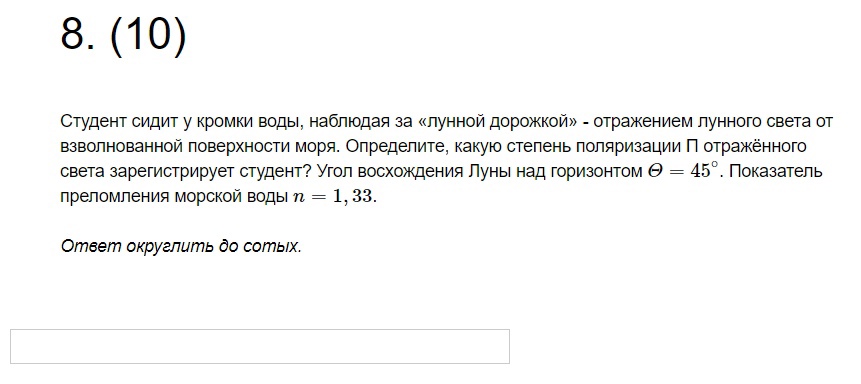 8. (10)
Студент сидит у кромки воды, наблюдая за «лунной дорожкой» - отражением лунного света от
взволнованной поверхности моря. Определите, какую степень поляризации П отражённого
света зарегистрирует студент? Угол восхождения Луны над горизонтом Θ = 45°. Показатель
преломления морской воды n = 1, 33.
Ответ округлить до сотых.